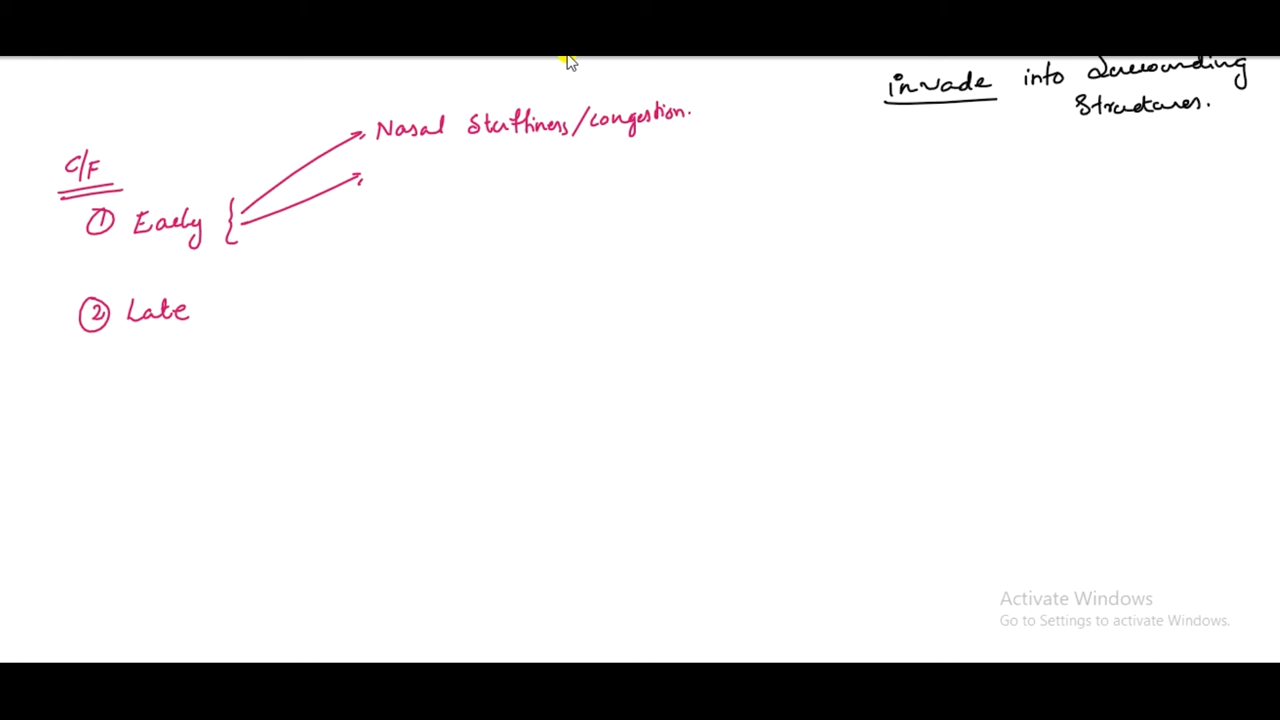 invade into Surrounding
Structures.
Nasal Stuffiness/congestion.
C/F
① Early {
② Late
Activate Windows
Go to Settings to activate Windows.